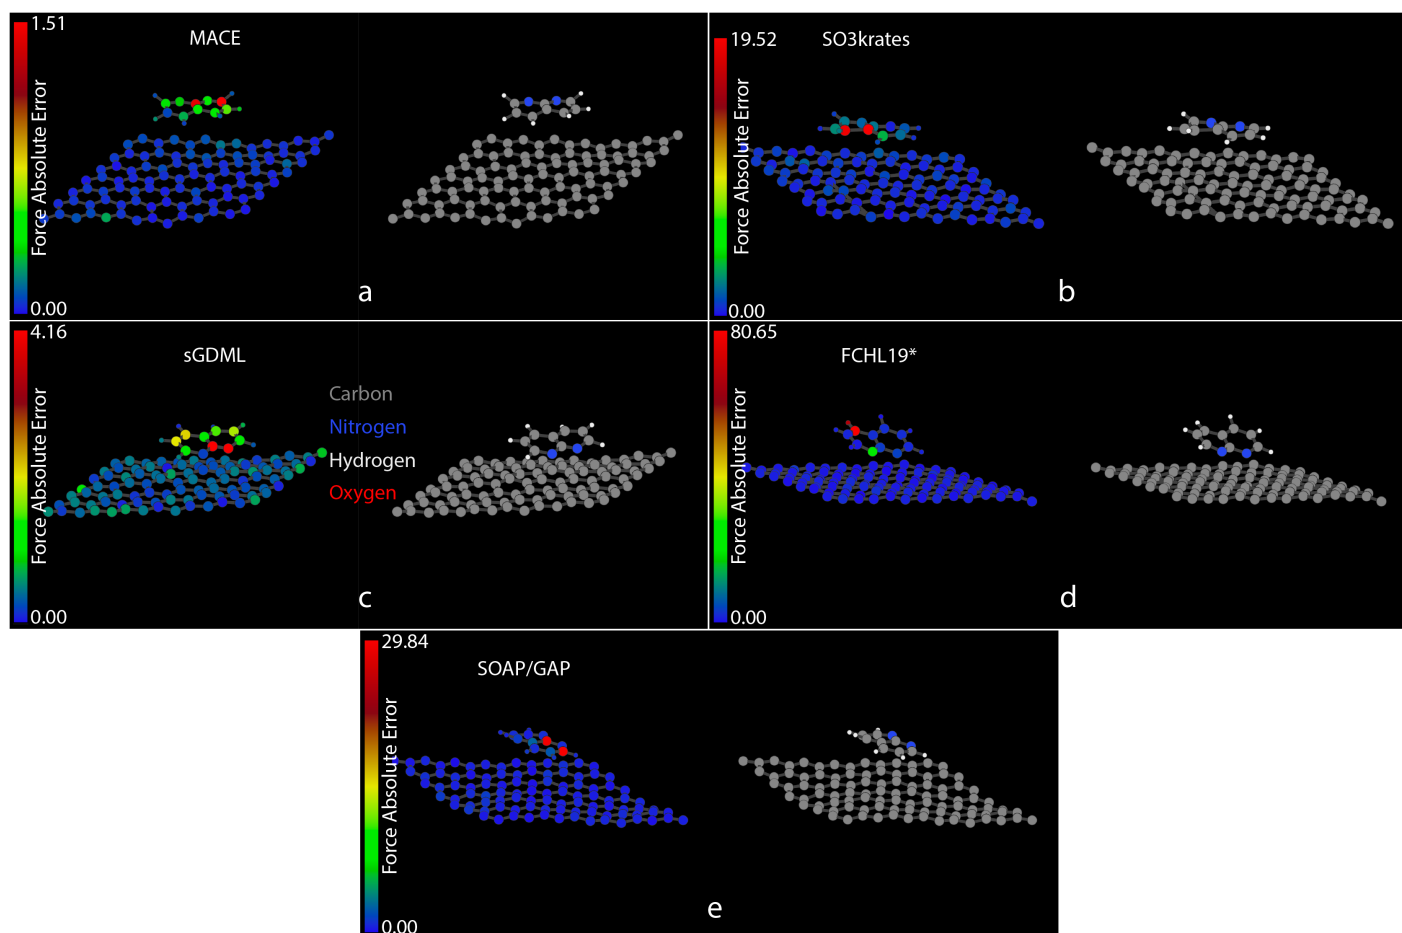 1.51
MACE
Force Absolute Error
0.00
a
19.52
SO3krates
Force Absolute Error
0.00
b
4.16
sGDML
Force Absolute Error
0.00
Carbon
Nitrogen
Hydrogen
Oxygen
c
80.65
FCHL19*
Force Absolute Error
0.00
d
29.84
SOAP/GAP
Force Absolute Error
0.00
e